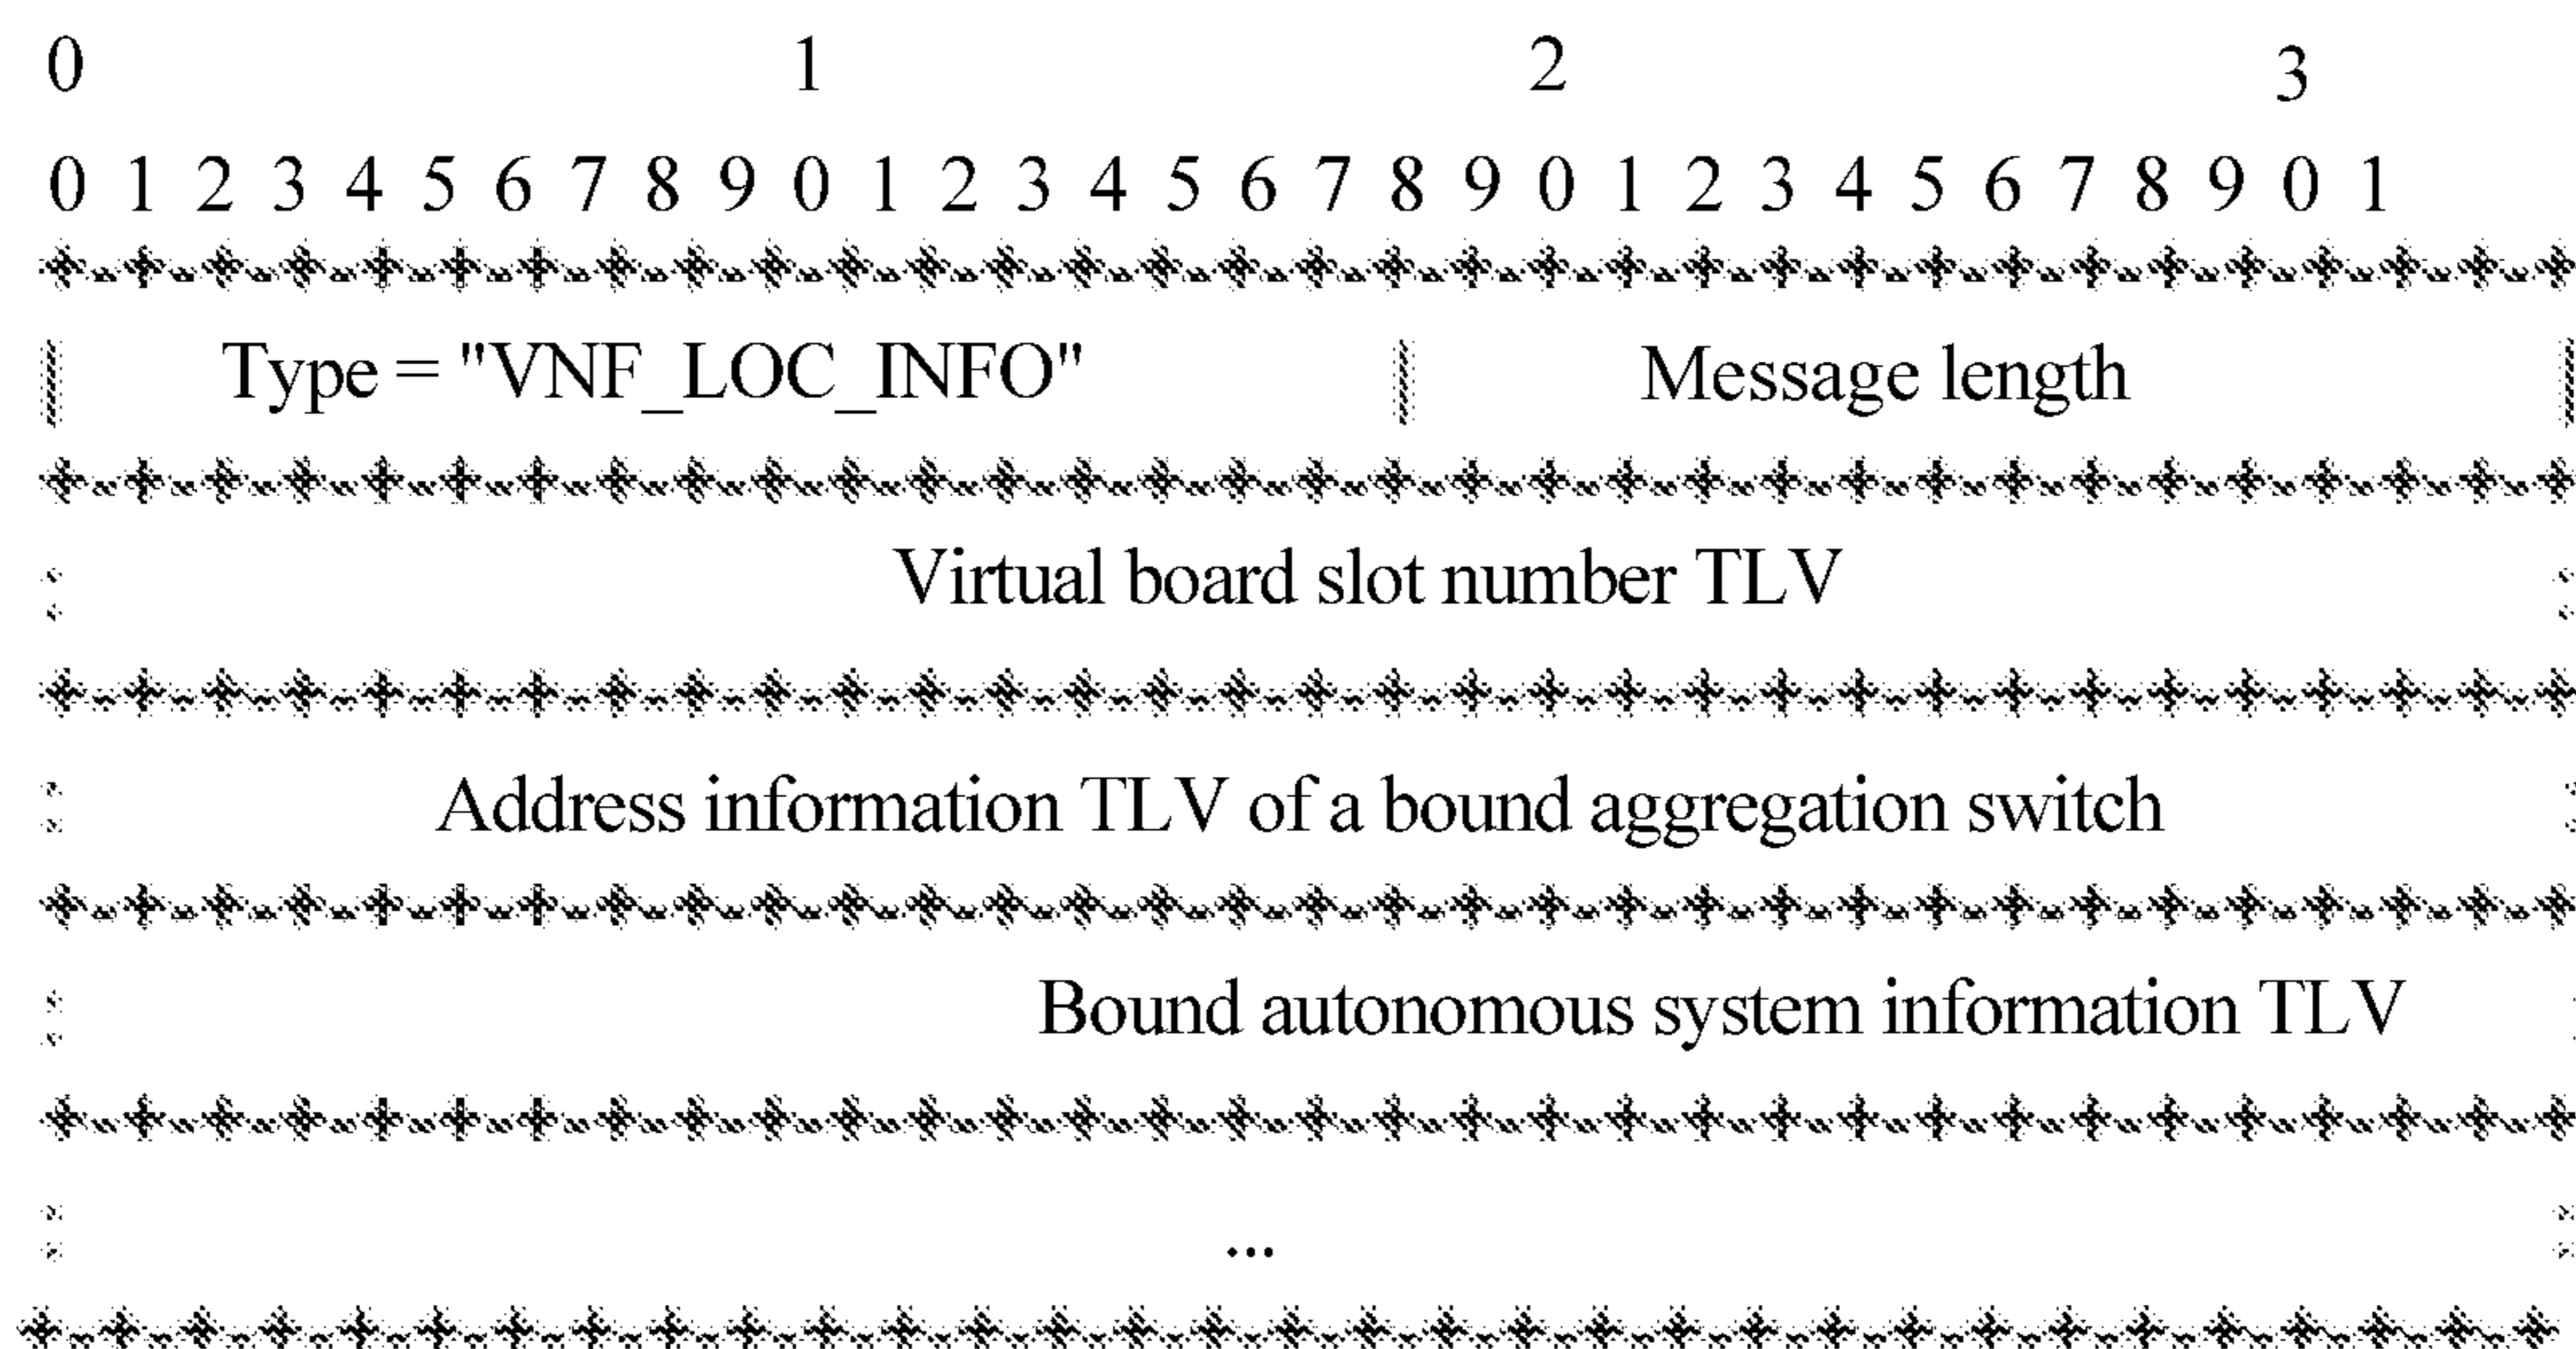 0 1 2 3
0 1 2 3 4 5 6 7 8 9 0 1 2 3 4 5 6 7 8 9 0 1 2 3 4 5 6 7 8 9 0 1
+-+-+-+-+-+-+-+-+-+-+-+-+-+-+-+-+-+-+-+-+-+-+-+-+-+-+-+-+-+-+-+-+
| Type = "VNF_LOC_INFO" | Message length |
+-+-+-+-+-+-+-+-+-+-+-+-+-+-+-+-+-+-+-+-+-+-+-+-+-+-+-+-+-+-+-+-+
: Virtual board slot number TLV :
+-+-+-+-+-+-+-+-+-+-+-+-+-+-+-+-+-+-+-+-+-+-+-+-+-+-+-+-+-+-+-+-+
: Address information TLV of a bound aggregation switch :
+-+-+-+-+-+-+-+-+-+-+-+-+-+-+-+-+-+-+-+-+-+-+-+-+-+-+-+-+-+-+-+-+
: Bound autonomous system information TLV :
+-+-+-+-+-+-+-+-+-+-+-+-+-+-+-+-+-+-+-+-+-+-+-+-+-+-+-+-+-+-+-+-+
: ... :
+-+-+-+-+-+-+-+-+-+-+-+-+-+-+-+-+-+-+-+-+-+-+-+-+-+-+-+-+-+-+-+-+